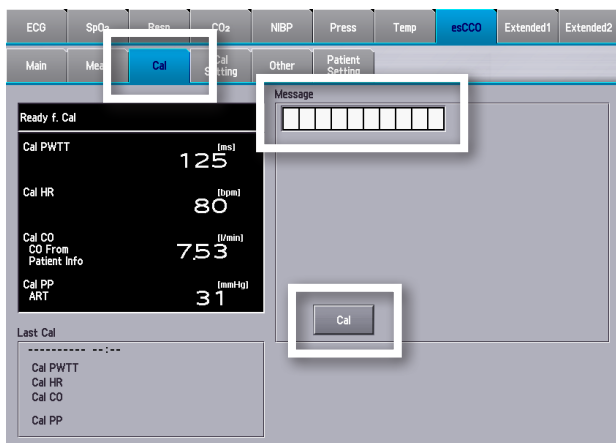 ECG SpO₂ Resp CO₂ NIBP Press Temp esCCO Extended1 Extended2
Main Mea Cal Cal Setting Other Patient Setting
Message
Ready f. Cal
Cal PWTT 125 [ms]
Cal HR 80 [bpm]
Cal CO 7.53 [l/min]
CO From
Patient Info
Cal PP 31 [mmHg]
ART
Cal
Last Cal
---------- --:--
Cal PWTT
Cal HR
Cal CO
Cal PP